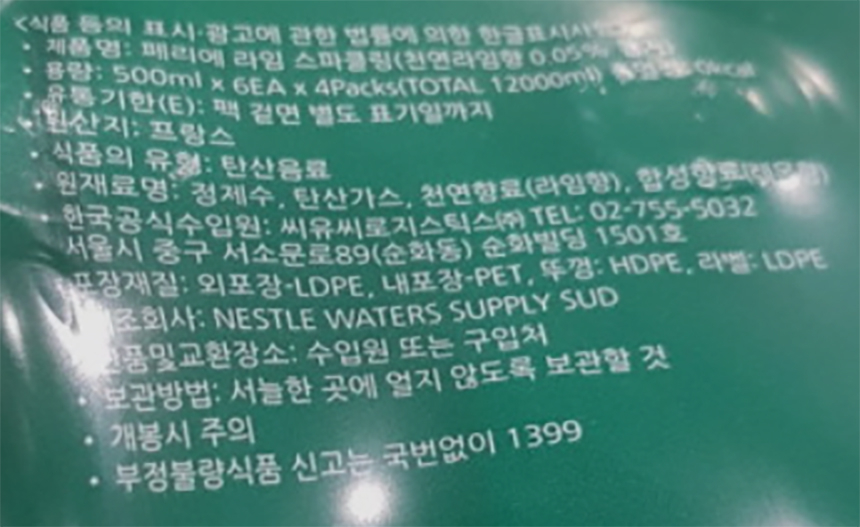 <식품 등의 표시·광고에 관한 법률에 의한 한글표시사
• 제품명: 페리에 라임 스파클링(천연라임향 0.05%
• 용량: 500ml x 6EA x 4Packs(TOTAL 12000ml) 0kcal
• 유통기한(E): 팩 겉면 별도 표기일까지
• 원산지: 프랑스
• 식품의 유형: 탄산음료
• 원재료명: 정제수, 탄산가스, 천연향료(라임향), 합성향료
• 한국공식수입원: 씨유씨로지스틱스㈜ TEL: 02-755-5032
서울시 중구 서소문로89(순화동) 순화빌딩 1501호
포장재질: 외포장-LDPE, 내포장-PET, 뚜껑: HDPE, 라벨: LDPE
조회사: NESTLE WATERS SUPPLY SUD
품및교환장소: 수입원 또는 구입처
• 보관방법: 서늘한 곳에 얼지 않도록 보관할 것
• 개봉시 주의
• 부정불량식품 신고는 국번없이 1399